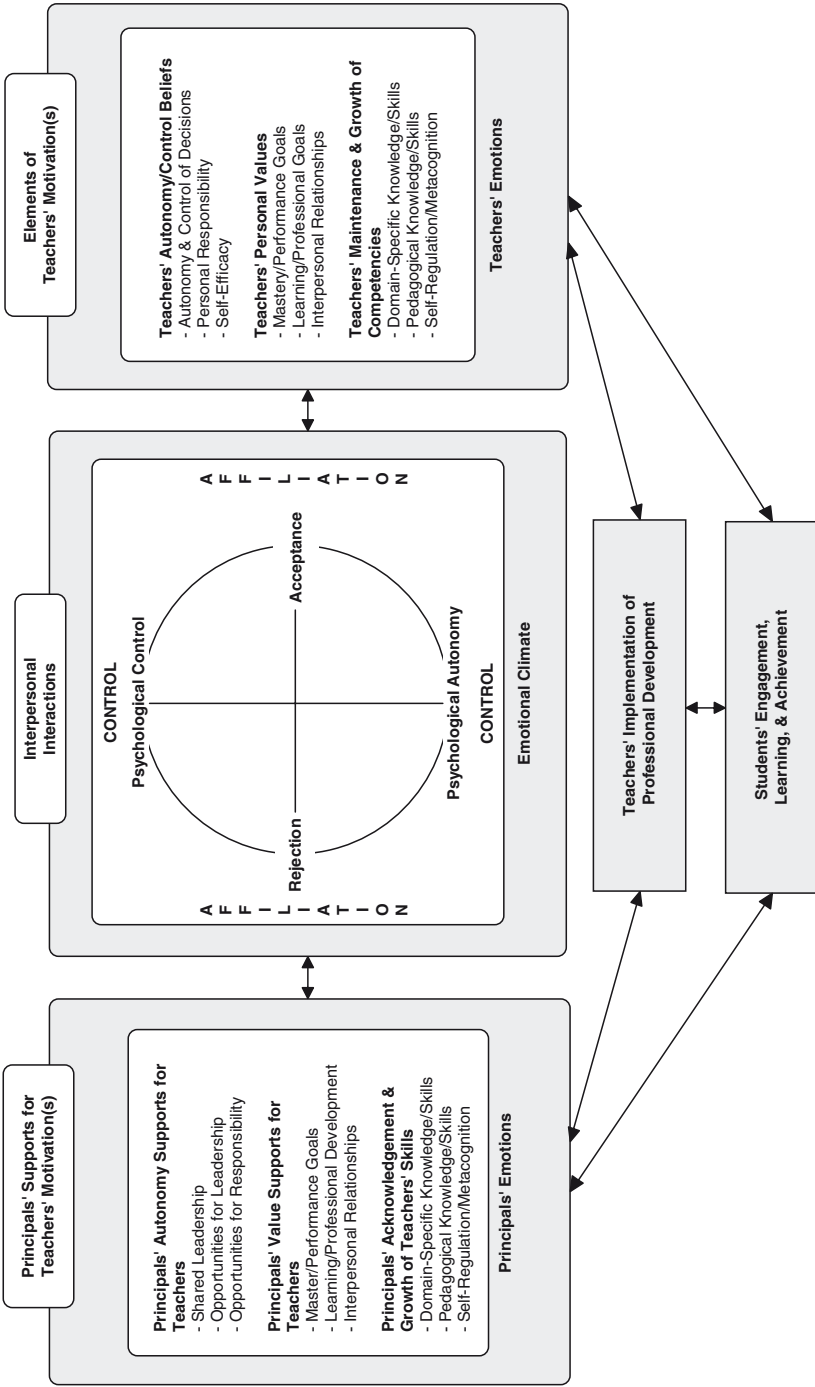 Principals' Supports for
Teachers' Motivation(s)
Principals' Autonomy Supports for
Teachers
- Shared Leadership
- Opportunities for Leadership
- Opportunities for Responsibility
Principals' Value Supports for
Teachers
- Master/Performance Goals
- Learning/Professional Development
- Interpersonal Relationships
Principals' Acknowledgement &
Growth of Teachers' Skills
- Domain-Specific Knowledge/Skills
- Pedagogical Knowledge/Skills
- Self-Regulation/Metacognition
Principals' Emotions
Interpersonal
Interactions
CONTROL
Psychological Control
A
F
F
I
L
I
A
T
I
O
N
Rejection
Acceptance
A
F
F
I
L
I
A
T
I
O
N
Psychological Autonomy
CONTROL
Emotional Climate
Elements of
Teachers' Motivation(s)
Teachers' Autonomy/Control Beliefs
- Autonomy & Control of Decisions
- Personal Responsibility
- Self-Efficacy
Teachers' Personal Values
- Mastery/Performance Goals
- Learning/Professional Goals
- Interpersonal Relationships
Teachers' Maintenance & Growth of
Competencies
- Domain-Specific Knowledge/Skills
- Pedagogical Knowledge/Skills
- Self-Regulation/Metacognition
Teachers' Emotions
Teachers' Implementation of
Professional Development
Students' Engagement,
Learning, & Achievement